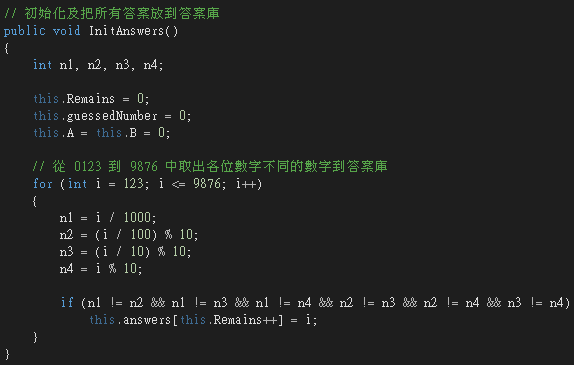 // 初始化及把所有答案放到答案庫
public void InitAnswers()
{
    int n1, n2, n3, n4;

    this.Remains = 0;
    this.guessedNumber = 0;
    this.A = this.B = 0;

    // 從 0123 到 9876 中取出各位數字不同的數字到答案庫
    for (int i = 123; i <= 9876; i++)
    {
        n1 = i / 1000;
        n2 = (i / 100) % 10;
        n3 = (i / 10) % 10;
        n4 = i % 10;

        if (n1 != n2 && n1 != n3 && n1 != n4 && n2 != n3 && n2 != n4 && n3 != n4)
            this.answers[this.Remains++] = i;
    }
}